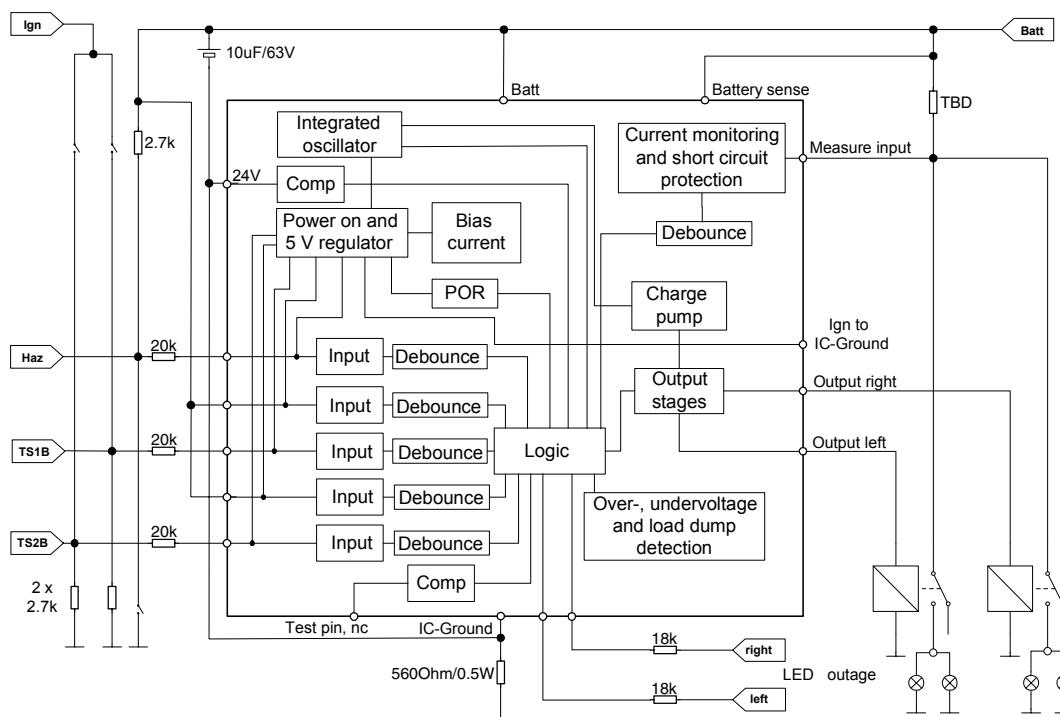 Ign
Batt
10uF/63V
Batt
Battery sense
TBD
2.7k
Integrated
oscillator
Current monitoring
and short circuit
protection
Measure input
24V
Comp
Power on and
5 V regulator
Bias
current
Debounce
POR
Charge
pump
Ign to
IC-Ground
Haz
20k
Input
Debounce
Output
stages
Output right
Input
Debounce
TS1B
20k
Input
Debounce
Logic
Output left
Input
Debounce
Over-, undervoltage
and load dump
detection
TS2B
20k
Input
Debounce
2 x
2.7k
Comp
Test pin, nc
IC-Ground
18k
right
560Ohm/0.5W
LED outage
18k
left